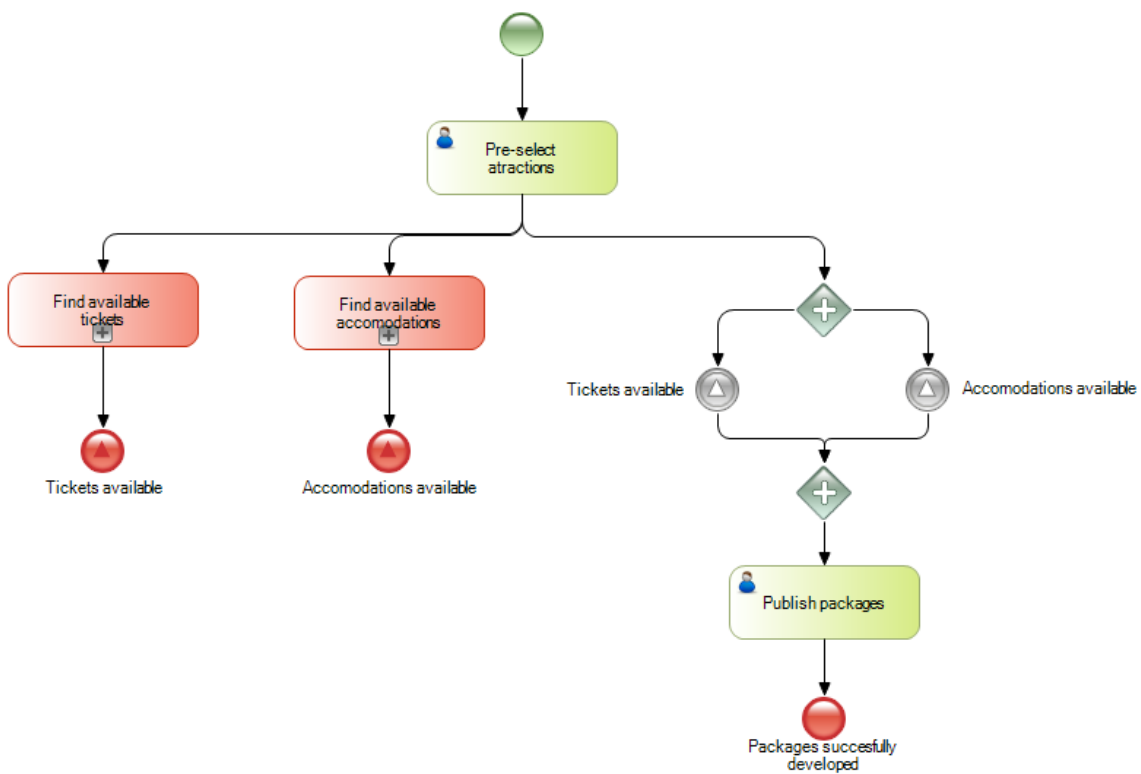 Pre-select
atractions
Find available
tickets
Find available
accomodations
Tickets available
Accomodations available
Tickets available
Accomodations available
Publish packages
Packages succesfully
developed